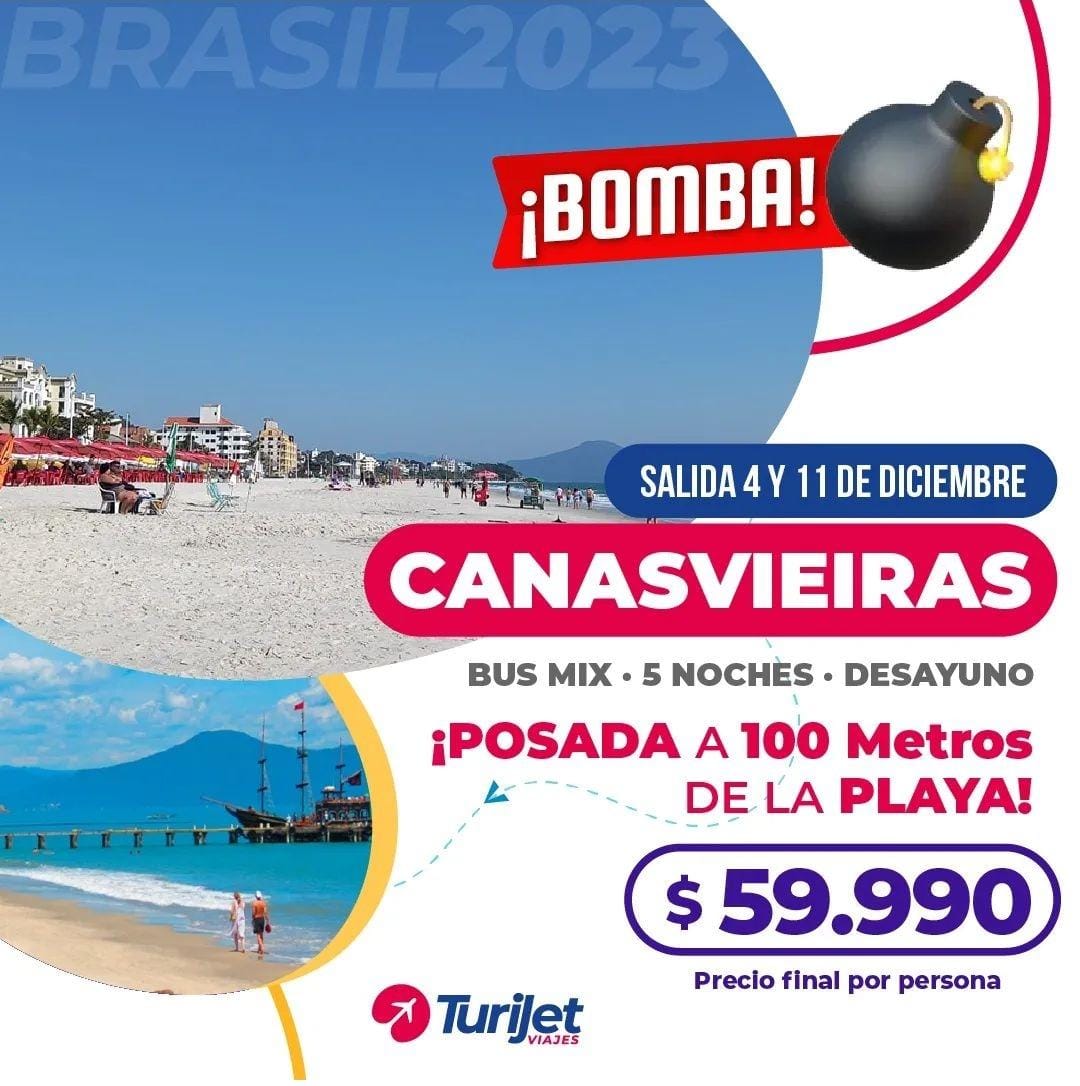 BRASIL2023
¡BOMBA!
SALIDA 4 Y 11 DE DICIEMBRE
CANASVIEIRAS
BUS MIX · 5 NOCHES · DESAYUNO
¡POSADA A 100 Metros
DE LA PLAYA!
$ 59.990
Precio final por persona
TuriJet
VIAJES